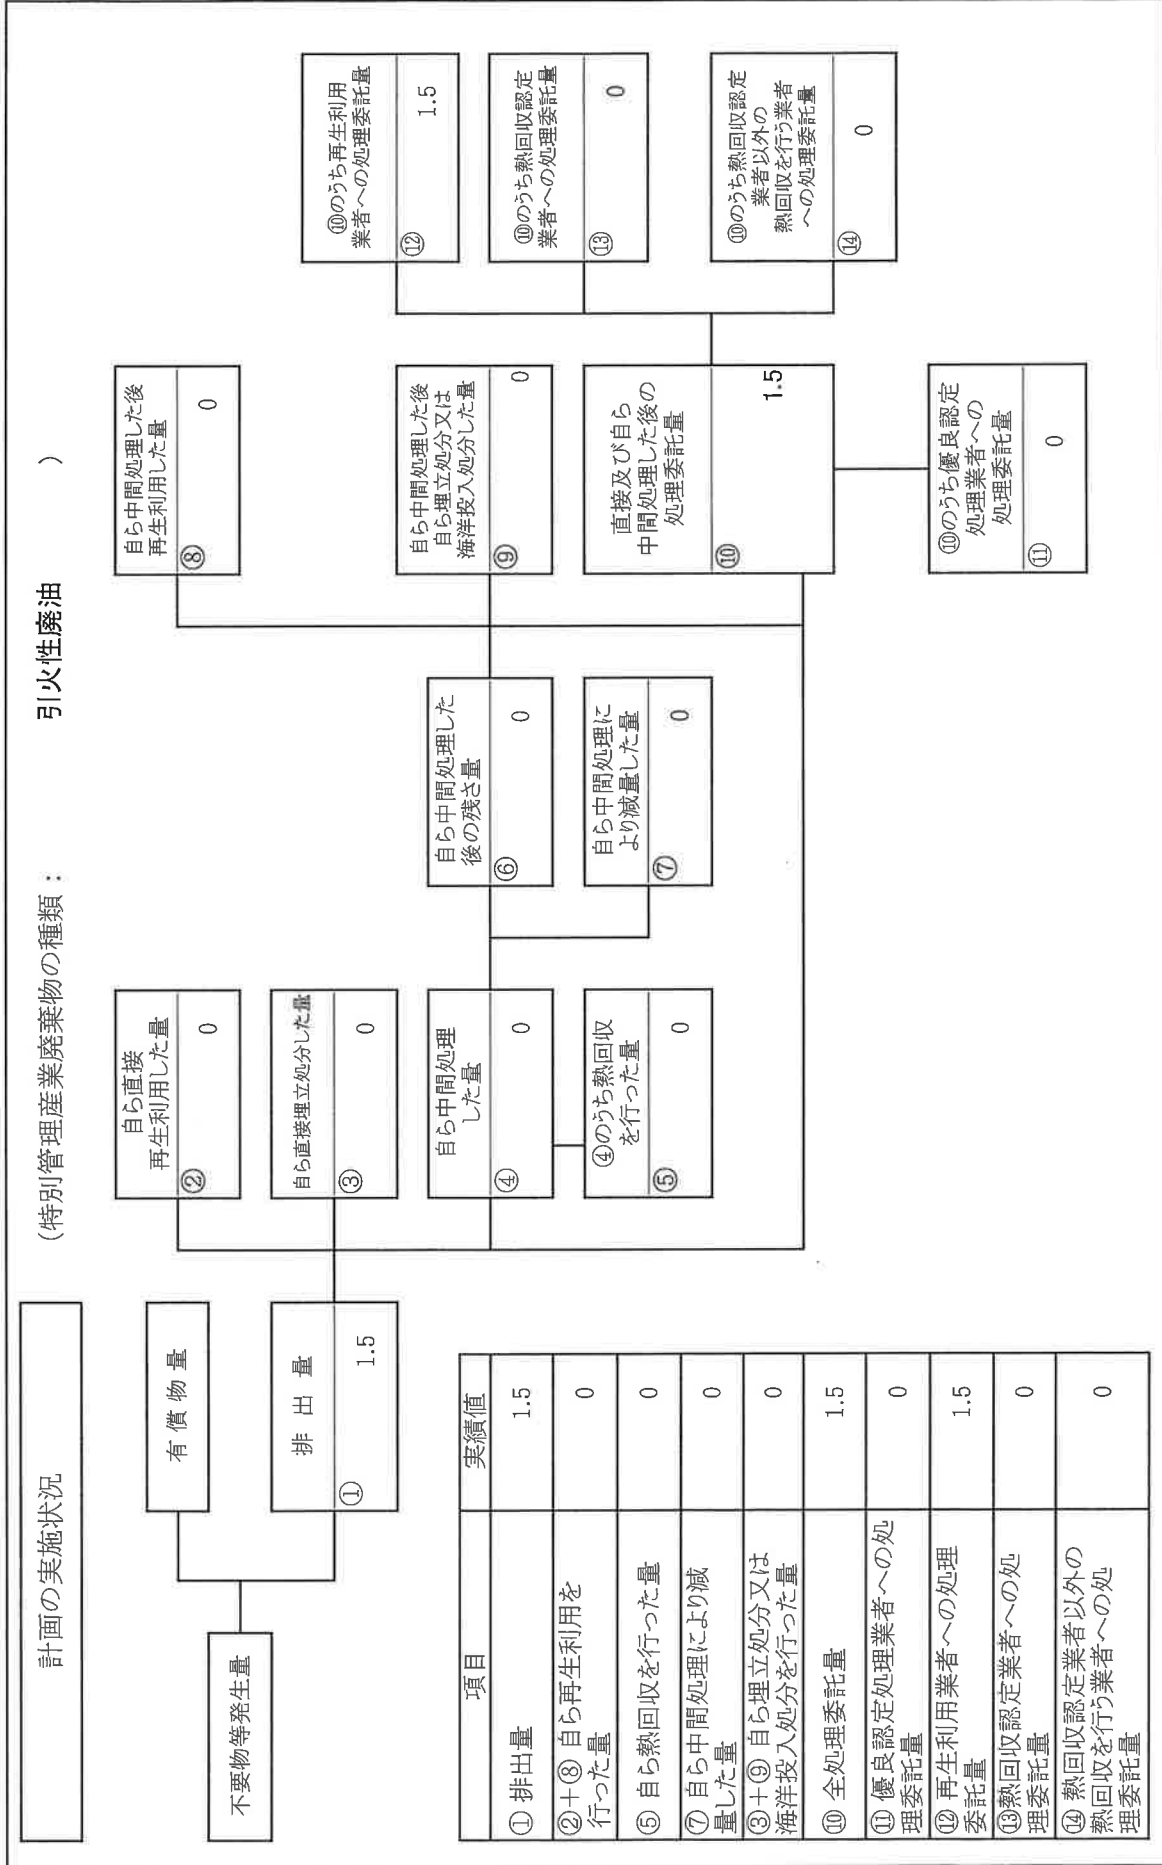 計画の実施状況
（特別管理産業廃棄物の種類：　引火性廃油　）
不要物等発生量
有償物量
排出量
① 1.5
自ら直接
再生利用した量
② 0
自ら直接埋立処分した量
③ 0
自ら中間処理
した量
④ 0
④のうち熱回収
を行った量
⑤ 0
自ら中間処理した
後の残さ量
⑥ 0
自ら中間処理に
より減量した量
⑦ 0
自ら中間処理した後
再生利用した量
⑧ 0
自ら中間処理した後
自ら埋立処分又は
海洋投入処分した量
⑨ 0
直接及び自ら
中間処理した後の
処理委託量
⑩ 1.5
⑩のうち優良認定
処理業者への
処理委託量
⑪ 0
⑩のうち再生利用
業者への処理委託量
⑫ 1.5
⑩のうち熱回収認定
業者への処理委託量
⑬ 0
⑩のうち熱回収認定
業者以外の
熱回収を行う業者
への処理委託量
⑭ 0
項目 実績値
① 排出量 1.5
②＋⑧ 自ら再生利用を
行った量 0
⑤ 自ら熱回収を行った量 0
⑦ 自ら中間処理により減
量した量 0
③＋⑨ 自ら埋立処分又は
海洋投入処分を行った量 0
⑩ 全処理委託量 1.5
⑪ 優良認定処理業者への処
理委託量 0
⑫ 再生利用業者への処理
委託量 1.5
⑬熱回収認定業者への処
理委託量 0
⑭ 熱回収認定業者以外の
熱回収を行う業者への処
理委託量 0